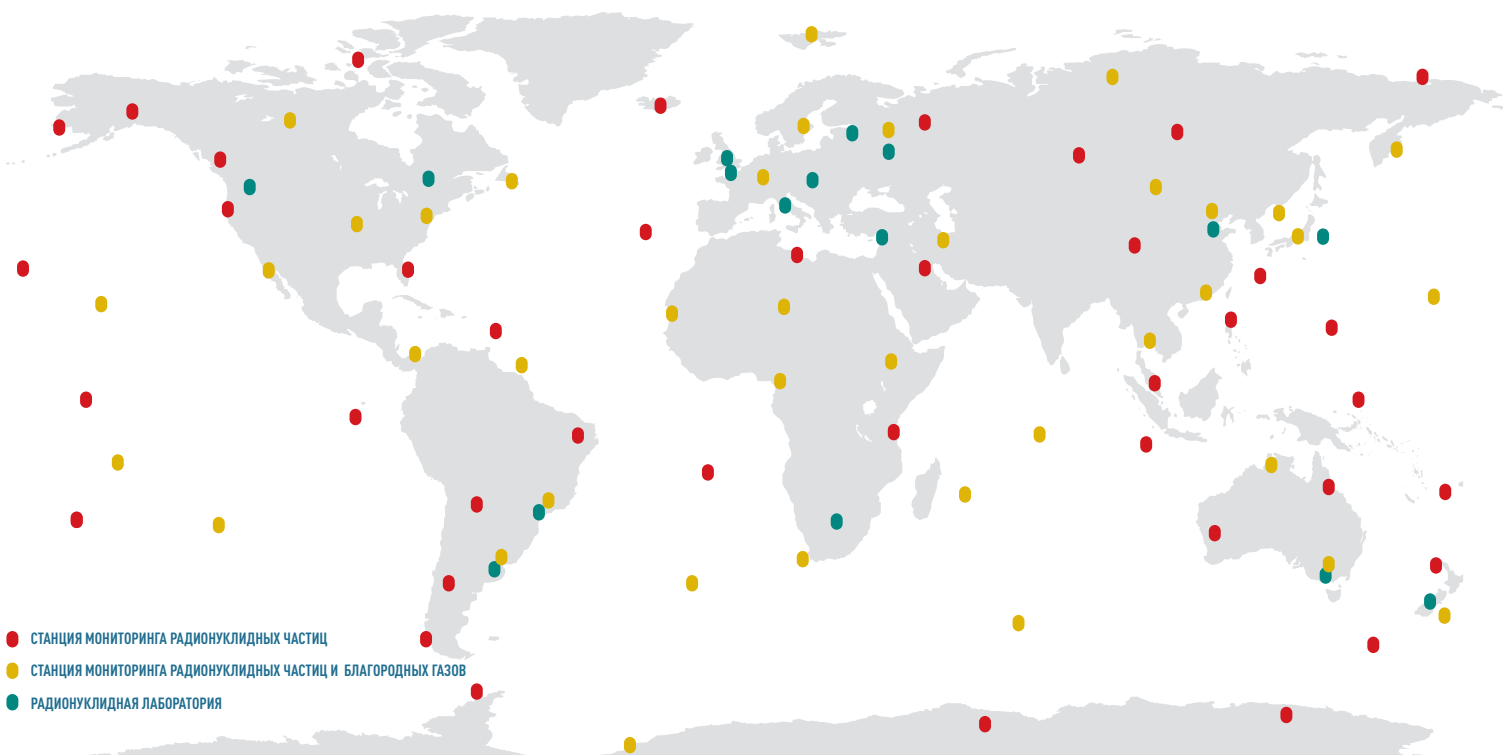 СТАНЦИЯ МОНИТОРИНГА РАДИОНУКЛИДНЫХ ЧАСТИЦ
СТАНЦИЯ МОНИТОРИНГА РАДИОНУКЛИДНЫХ ЧАСТИЦ И БЛАГОРОДНЫХ ГАЗОВ
РАДИОНУКЛИДНАЯ ЛАБОРАТОРИЯ